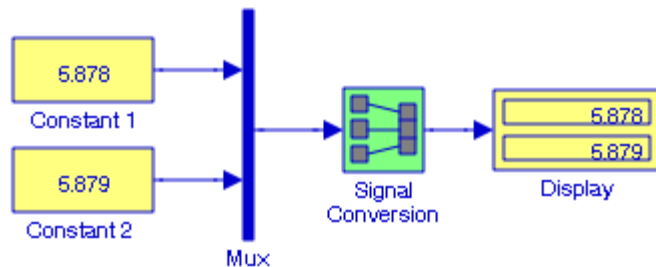 5.878
Constant 1
5.879
Constant 2
Mux
Signal
Conversion
5.878
5.879
Display